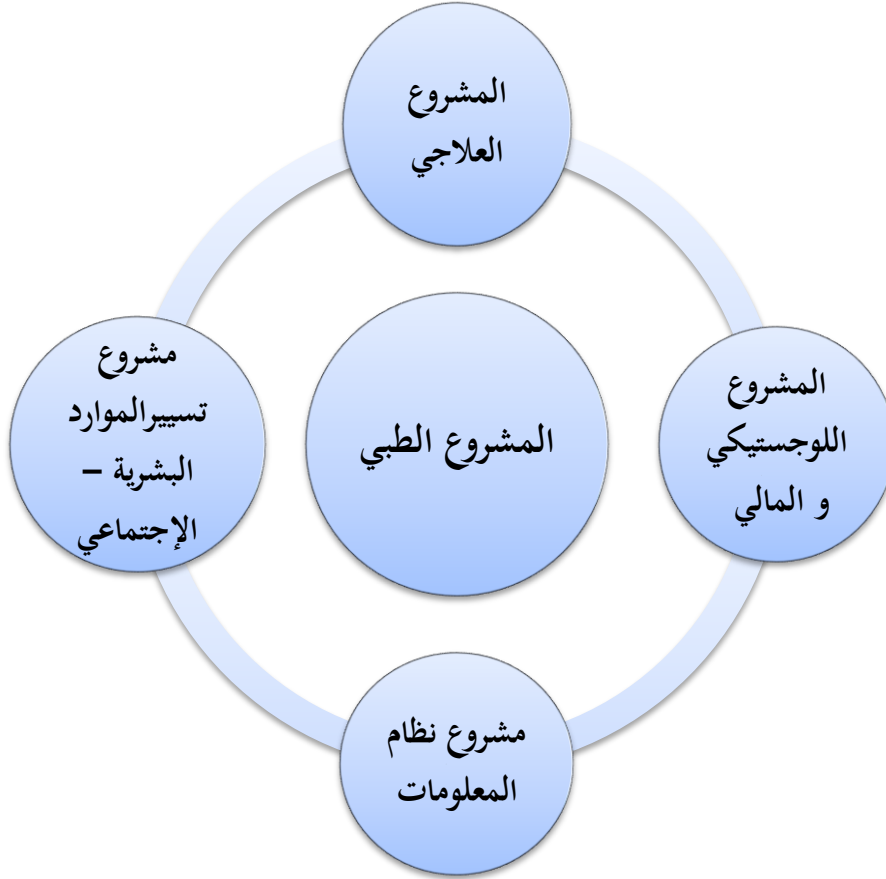 المشروع
العلاجي
المشروع
اللوجستيكي
و المالي
المشروع الطبي
مشروع
تسييرالموارد
البشرية –
الإجتماعي
مشروع نظام
المعلومات